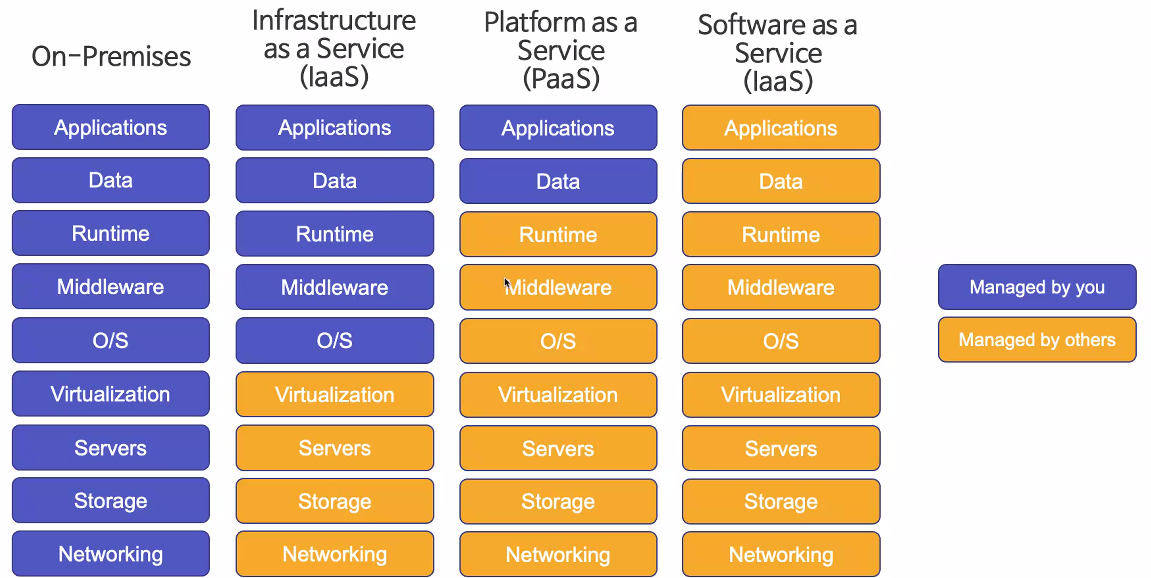 On-Premises
Infrastructure
as a Service
(IaaS)
Platform as a
Service
(PaaS)
Software as a
Service
(IaaS)
Applications
Applications
Applications
Applications
Data
Data
Data
Data
Runtime
Runtime
Runtime
Runtime
Middleware
Middleware
Middleware
Middleware
Managed by you
O/S
O/S
O/S
O/S
Managed by others
Virtualization
Virtualization
Virtualization
Virtualization
Servers
Servers
Servers
Servers
Storage
Storage
Storage
Storage
Networking
Networking
Networking
Networking